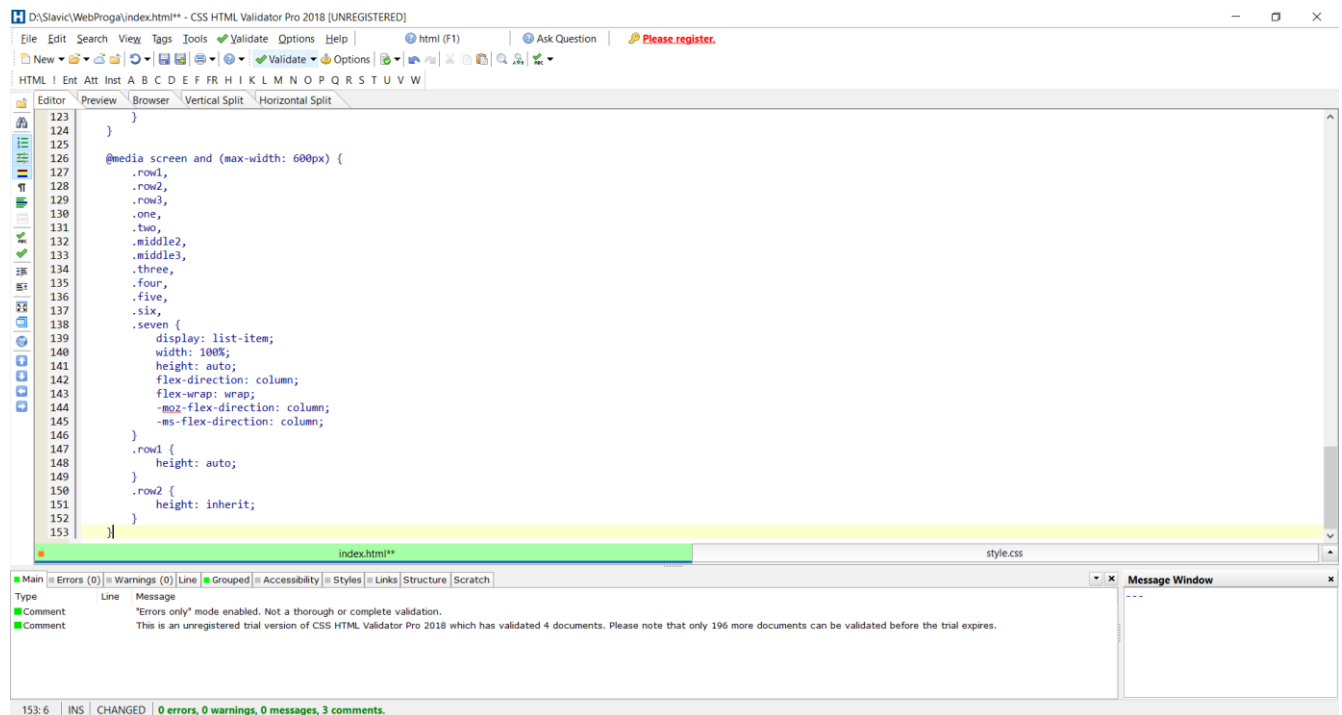 D:\Slavic\WebProga\index.html** - CSS HTML Validator Pro 2018 [UNREGISTERED]
File Edit Search View Tags Tools Validate Options Help html (F1) Ask Question Please register.
New Validate Options
HTML ! Ent Att Inst A B C D E F FR H I K L M N O P Q R S T U V W
Editor Preview Browser Vertical Split Horizontal Split
123 }
124 }
125
126 @media screen and (max-width: 600px) {
127 .row1,
128 .row2,
129 .row3,
130 .one,
131 .two,
132 .middle2,
133 .middle3,
134 .three,
135 .four,
136 .five,
137 .six,
138 .seven {
139 display: list-item;
140 width: 100%;
141 height: auto;
142 flex-direction: column;
143 flex-wrap: wrap;
144 -moz-flex-direction: column;
145 -ms-flex-direction: column;
146 }
147 .row1 {
148 height: auto;
149 }
150 .row2 {
151 height: inherit;
152 }
153 }
index.html** style.css
Main Errors (0) Warnings (0) Line Grouped Accessibility Styles Links Structure Scratch Message Window
Type Line Message ---
Comment "Errors only" mode enabled. Not a thorough or complete validation.
Comment This is an unregistered trial version of CSS HTML Validator Pro 2018 which has validated 4 documents. Please note that only 196 more documents can be validated before the trial expires.
153: 6 INS CHANGED 0 errors, 0 warnings, 0 messages, 3 comments.